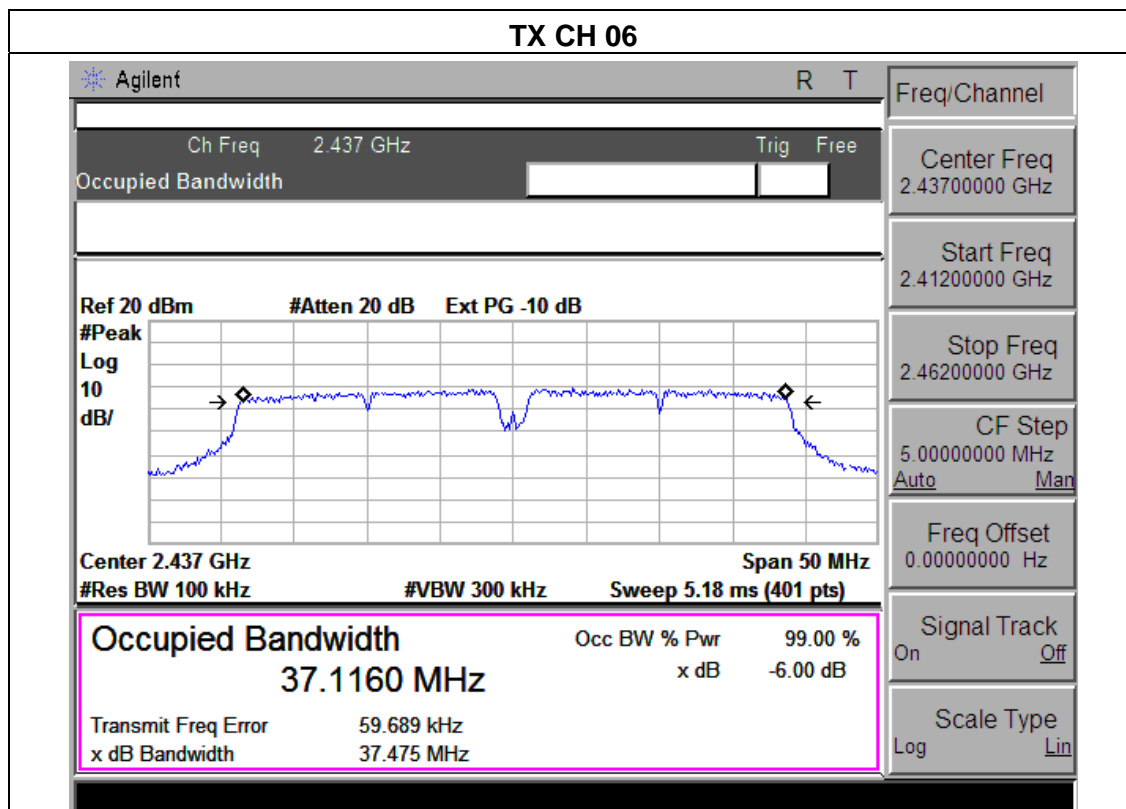 TX CH 06
Agilent R T
Ch Freq 2.437 GHz Trig Free
Occupied Bandwidth
Ref 20 dBm #Atten 20 dB Ext PG -10 dB
#Peak
Log
10
dB/
Center 2.437 GHz Span 50 MHz
#Res BW 100 kHz #VBW 300 kHz Sweep 5.18 ms (401 pts)
Occupied Bandwidth Occ BW % Pwr 99.00 %
37.1160 MHz x dB -6.00 dB
Transmit Freq Error 59.689 kHz
x dB Bandwidth 37.475 MHz
Freq/Channel
Center Freq
2.43700000 GHz
Start Freq
2.41200000 GHz
Stop Freq
2.46200000 GHz
CF Step
5.00000000 MHz
Auto Man
Freq Offset
0.00000000 Hz
Signal Track
On Off
Scale Type
Log Lin